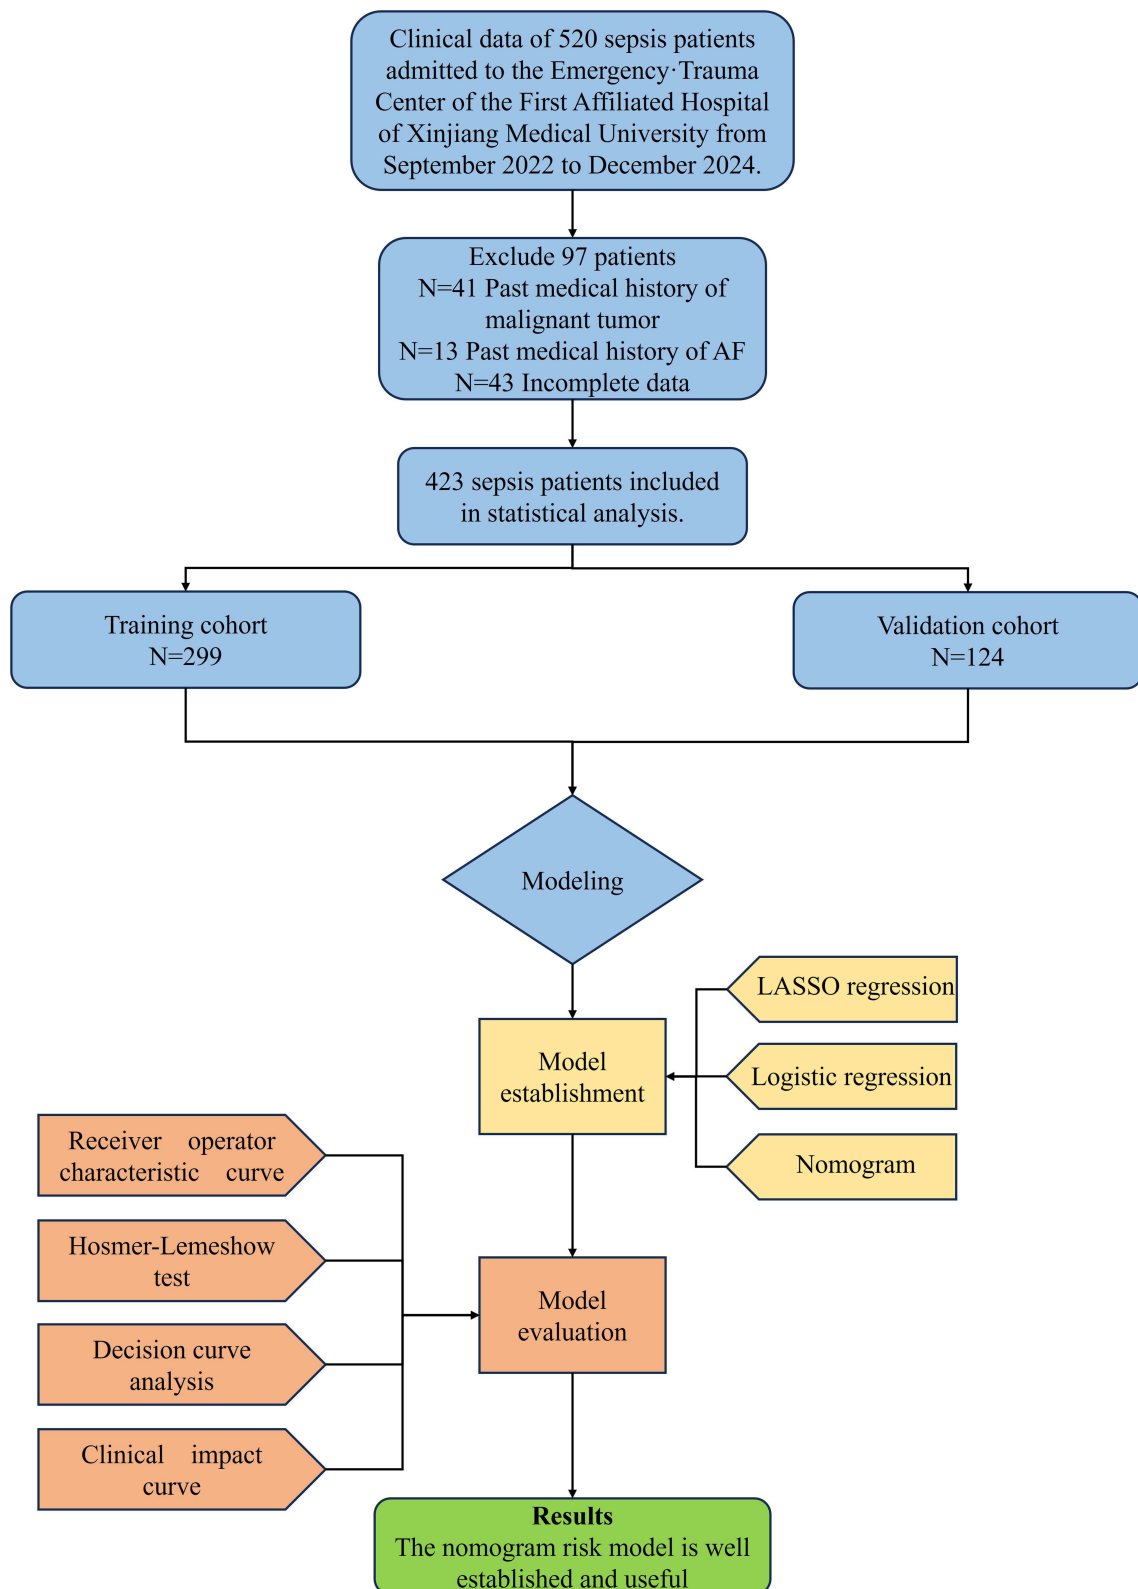 Clinical data of 520 sepsis patients
admitted to the Emergency·Trauma
Center of the First Affiliated Hospital
of Xinjiang Medical University from
September 2022 to December 2024.
Exclude 97 patients
N=41 Past medical history of
malignant tumor
N=13 Past medical history of AF
N=43 Incomplete data
423 sepsis patients included
in statistical analysis.
Training cohort
N=299
Validation cohort
N=124
Modeling
LASSO regression
Model
establishment
Logistic regression
Nomogram
Receiver operator
characteristic curve
Hosmer-Lemeshow
test
Model
evaluation
Decision curve
analysis
Clinical impact
curve
Results
The nomogram risk model is well
established and useful